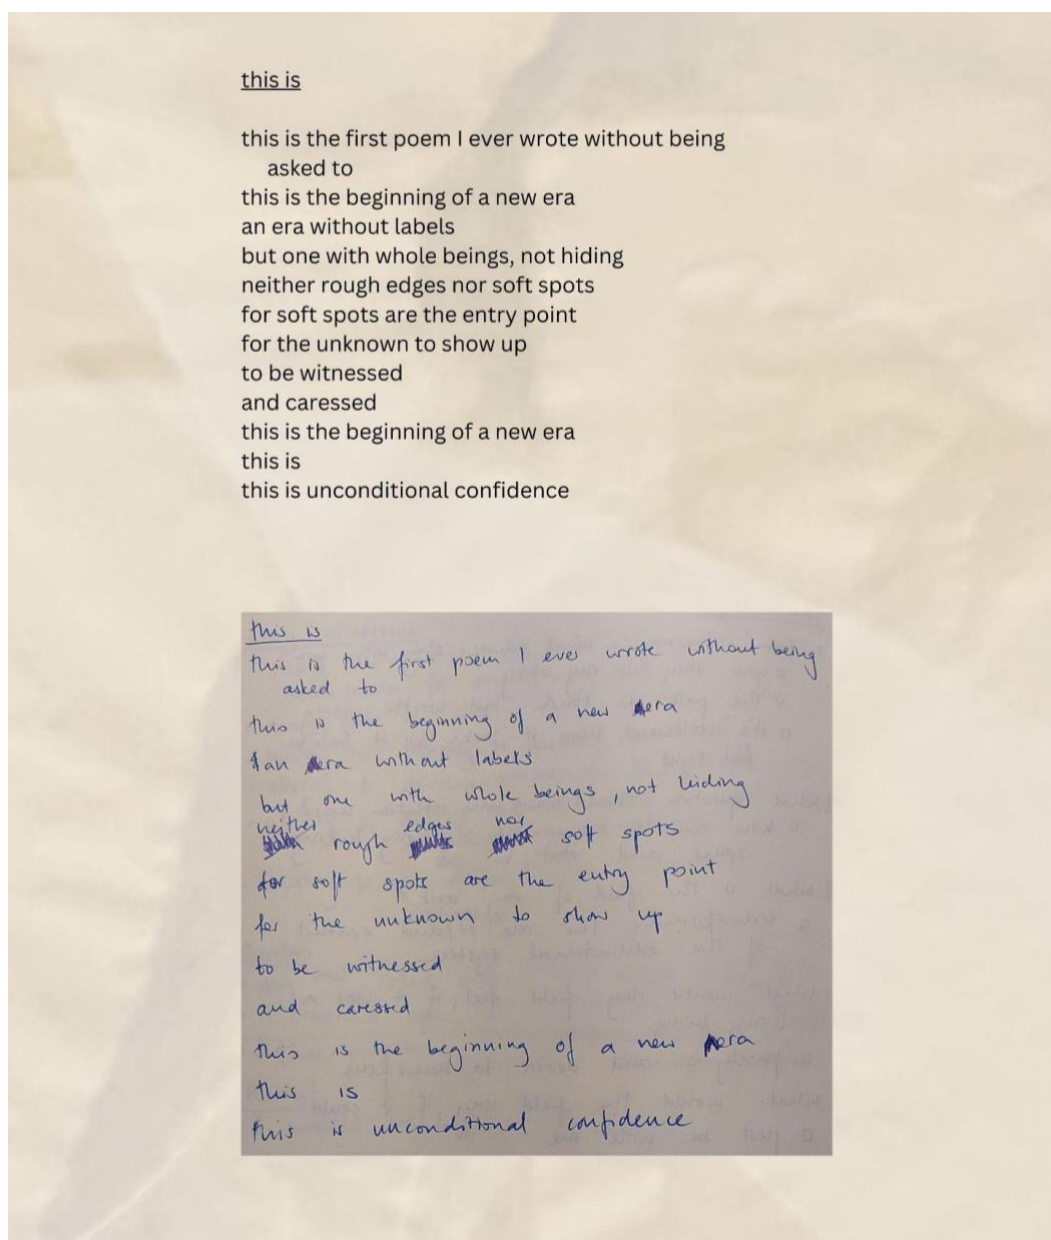 this is
this is the first poem I ever wrote without being
asked to
this is the beginning of a new era
an era without labels
but one with whole beings, not hiding
neither rough edges nor soft spots
for soft spots are the entry point
for the unknown to show up
to be witnessed
and caressed
this is the beginning of a new era
this is
this is unconditional confidence
this is
this is the first poem I ever wrote without being
asked to
this is the beginning of a new era
an era without labels
but one with whole beings, not hiding
neither edges nor
rough soft spots
for soft spots are the entry point
for the unknown to show up
to be witnessed
and caressed
this is the beginning of a new era
this is
this is unconditional confidence